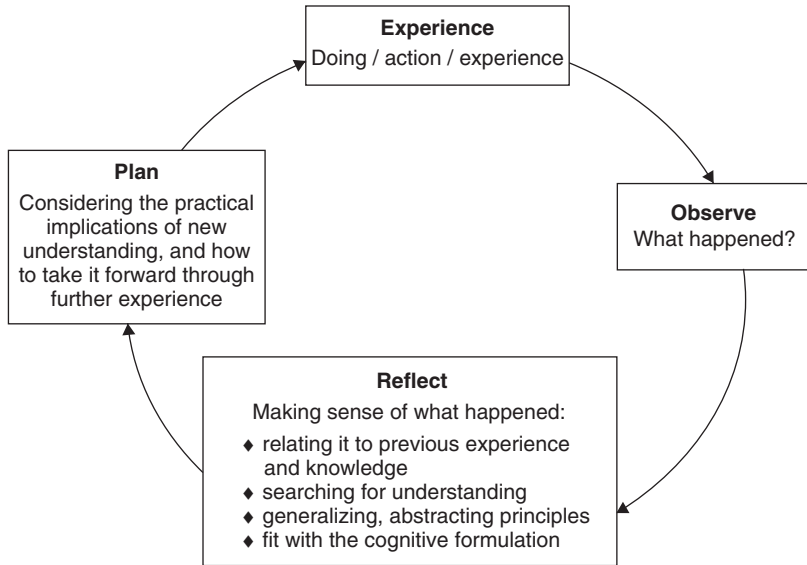 Experience
Doing / action / experience
Observe
What happened?
Reflect
Making sense of what happened:
♦ relating it to previous experience
and knowledge
♦ searching for understanding
♦ generalizing, abstracting principles
♦ fit with the cognitive formulation
Plan
Considering the practical
implications of new
understanding, and how
to take it forward through
further experience